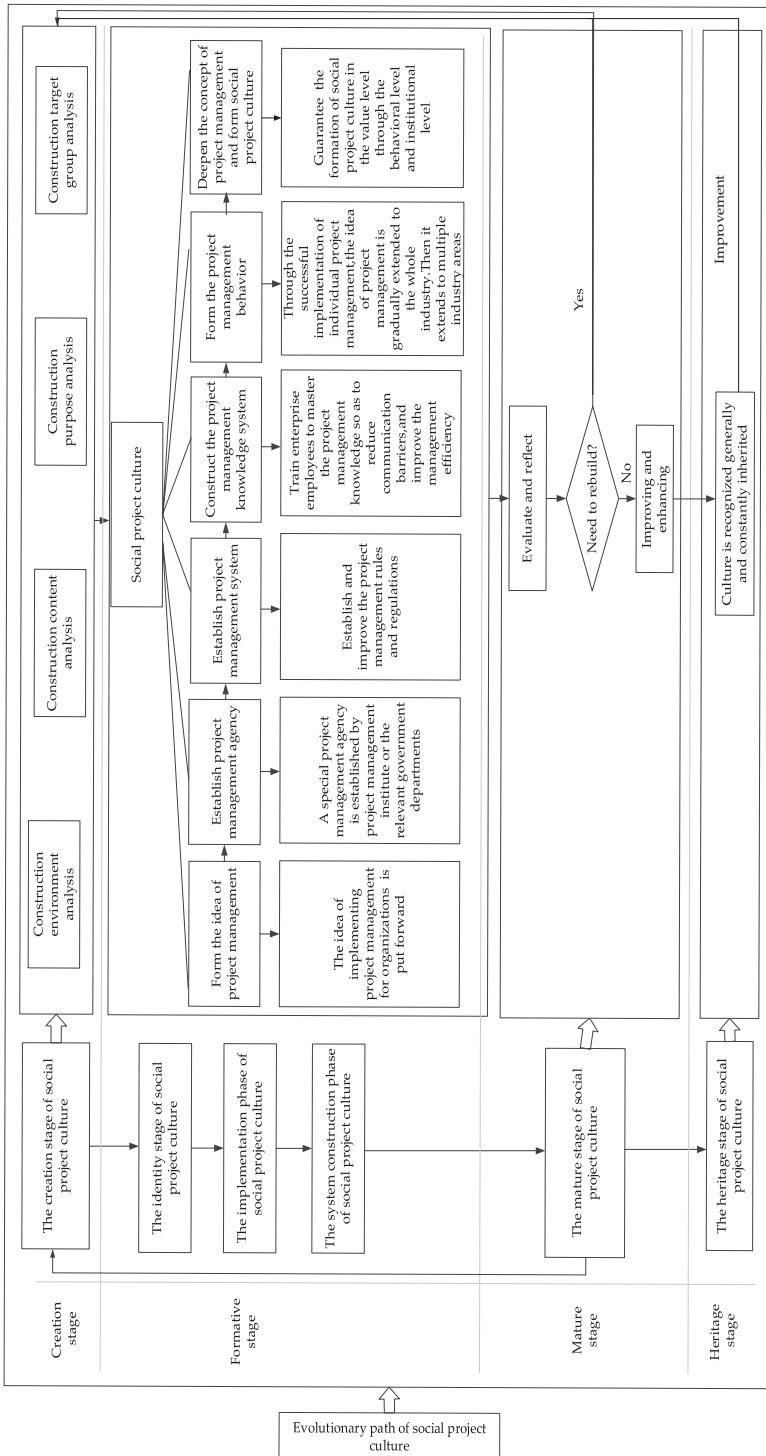 Creation
stage
Formative
stage
Mature
stage
Heritage
stage
The creation stage of social
project culture
The identity stage of social
project culture
The implementation phase of
social project culture
The system construction phase
of social project culture
The mature stage of social
project culture
The heritage stage of social
project culture
Construction
environment
analysis
Construction content
analysis
Construction
purpose analysis
Construction target
group analysis
Social project culture
Form the idea of
project management
Establish project
management agency
Establish project
management system
Construct the project
management
knowledge system
Form the project
management
behavior
Deepen the concept of
project management
and form social
project culture
The idea of
implementing
project management
for organizations is
put forward
A special project
management agency
is established by
project management
institute or the
relevant government
departments
Establish and
improve the project
management rules
and regulations
Train enterprise
employees to master
the project
management
knowledge so as to
reduce
communication
barriers,and
improve the
management
efficiency
Through the
successful
implementation of
individual project
management,the idea
of project
management is
gradually extended to
the whole
industry.Then it
extends to multiple
industry areas
Guarantee the
formation of social
project culture in
the value level
through the
behavioral level
and institutional
level
Evaluate and reflect
Need to rebuild?
Yes
No
Improving and
enhancing
Culture is recognized generally
and constantly inherited
Improvement
Evolutionary path of social project
culture